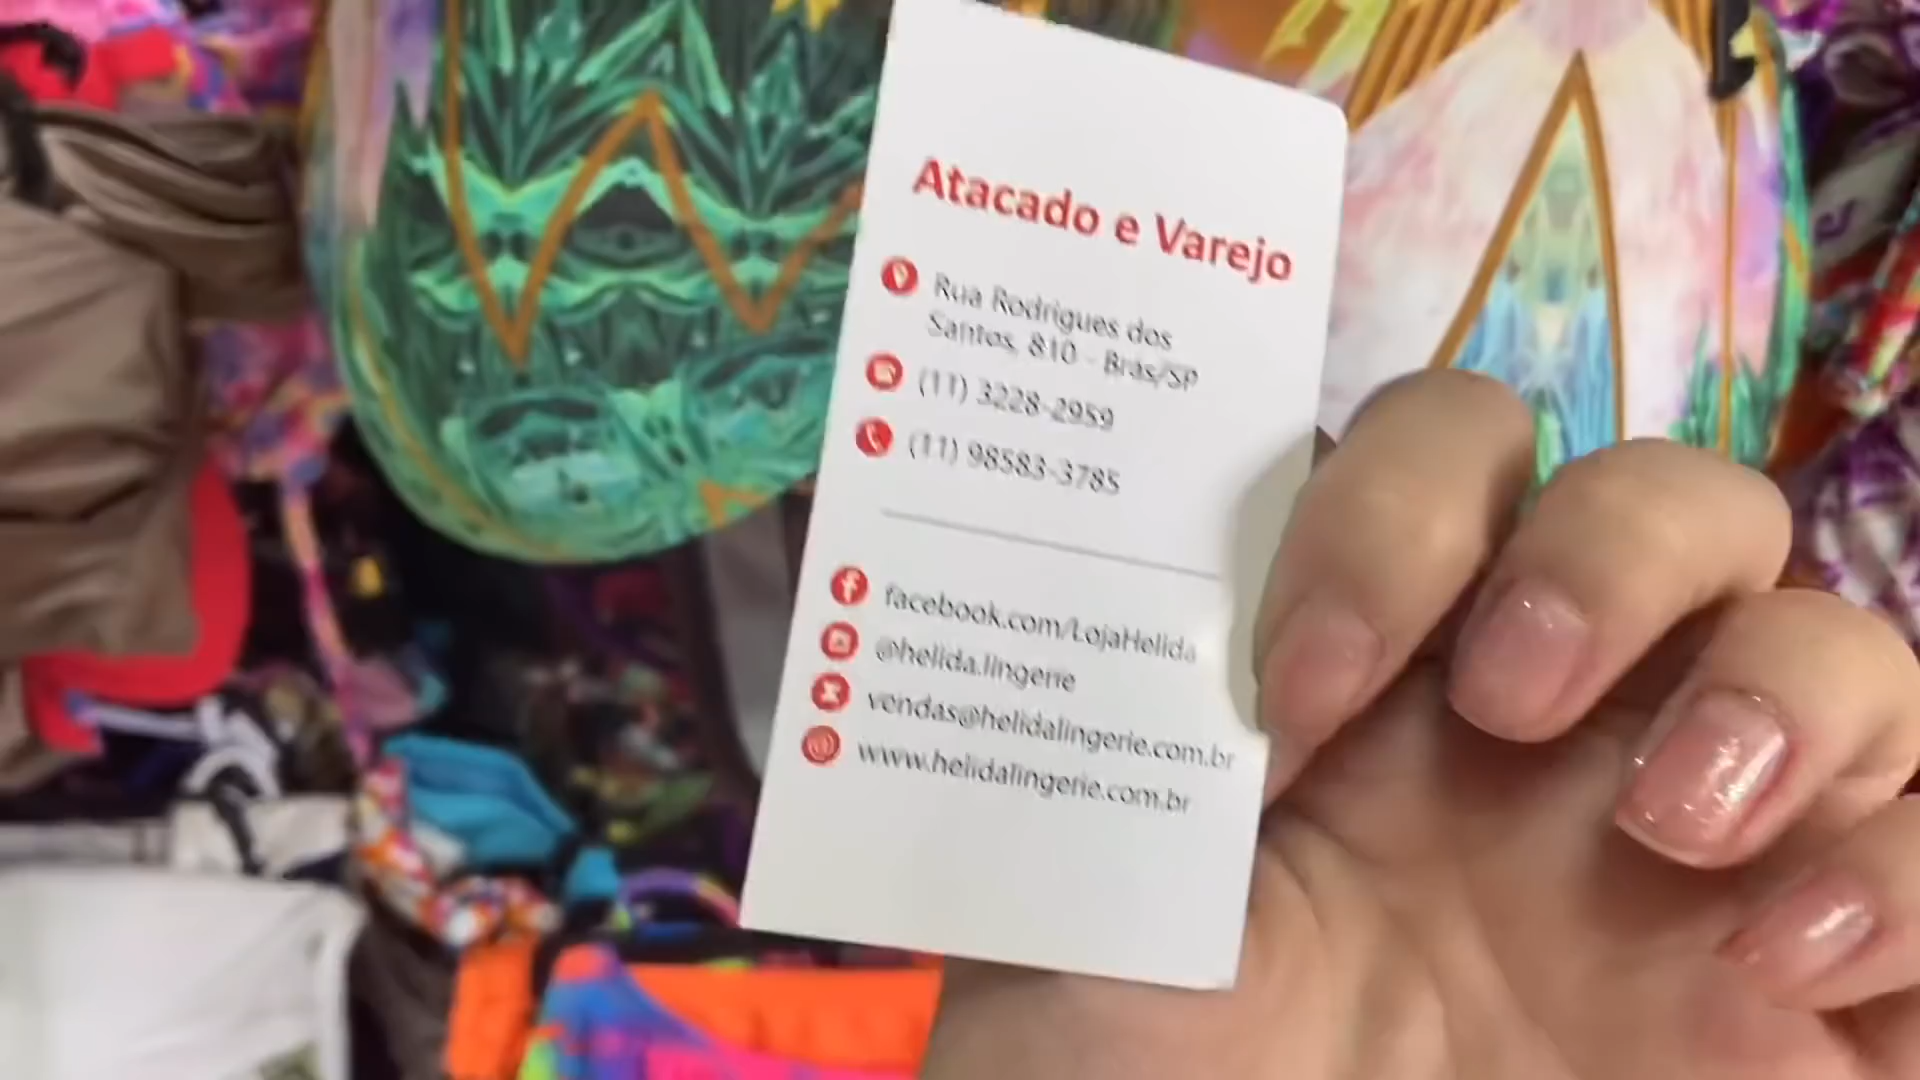 Atacado e Varejo
Rua Rodrigues dos
Santos, 810 - Brás/SP
(11) 3228-2959
(11) 98583-3785
facebook.com/LojaHelida
@helida.lingerie
vendas@helidalingerie.com.br
www.helidalingerie.com.br